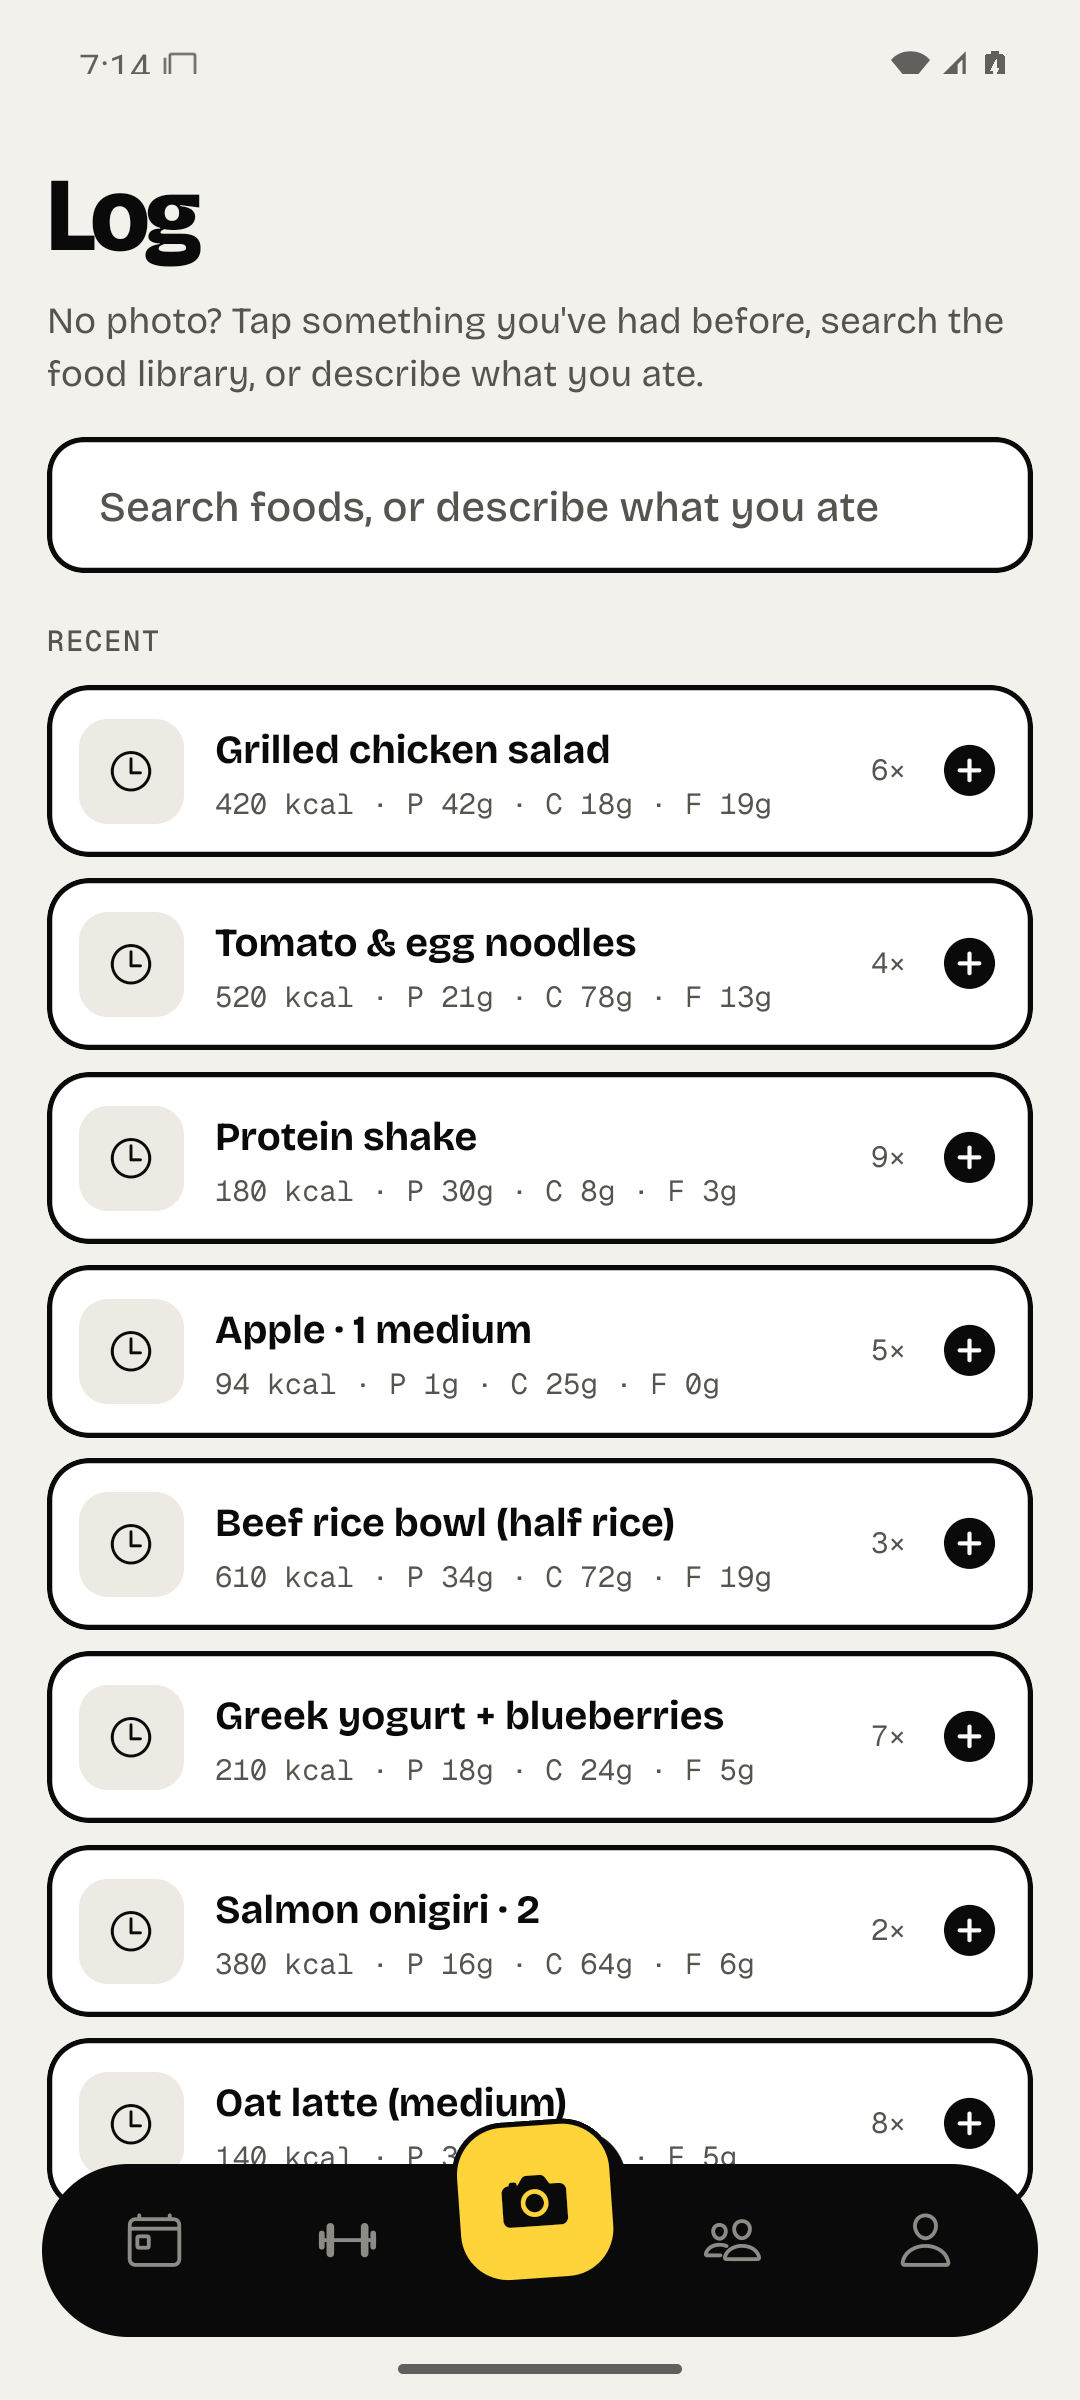 7:14
Log
No photo? Tap something you've had before, search the
food library, or describe what you ate.
Search foods, or describe what you ate
RECENT
Grilled chicken salad
420 kcal · P 42g · C 18g · F 19g
6×
Tomato & egg noodles
520 kcal · P 21g · C 78g · F 13g
4×
Protein shake
180 kcal · P 30g · C 8g · F 3g
9×
Apple · 1 medium
94 kcal · P 1g · C 25g · F 0g
5×
Beef rice bowl (half rice)
610 kcal · P 34g · C 72g · F 19g
3×
Greek yogurt + blueberries
210 kcal · P 18g · C 24g · F 5g
7×
Salmon onigiri · 2
380 kcal · P 16g · C 64g · F 6g
2×
Oat latte (medium)
140 kcal · P · F 5g
8×